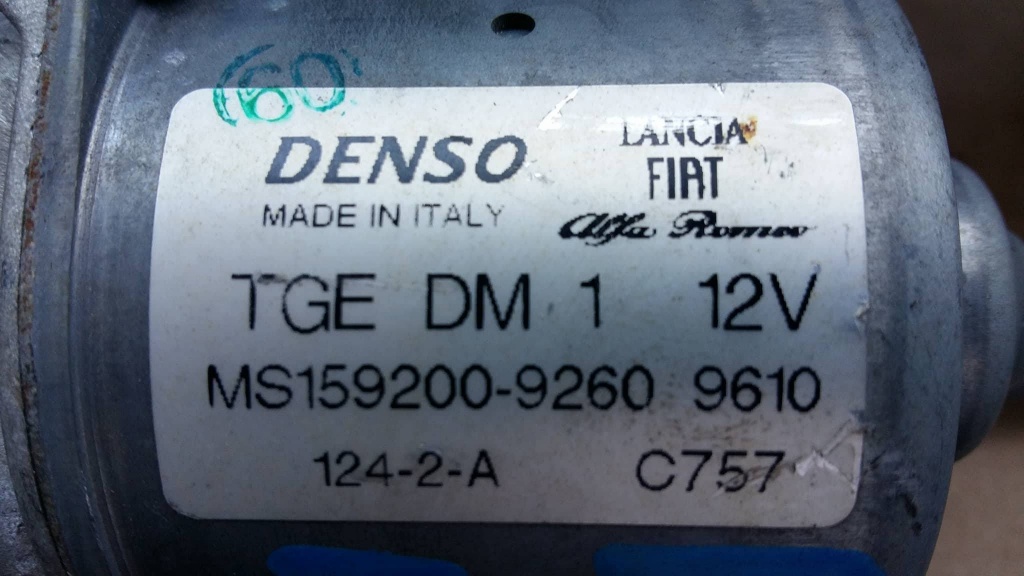 (60)
DENSO
MADE IN ITALY
LANCIA
FIAT
Alfa Romeo
TGE DM 1 12V
MS159200-9260 9610
124-2-A C757